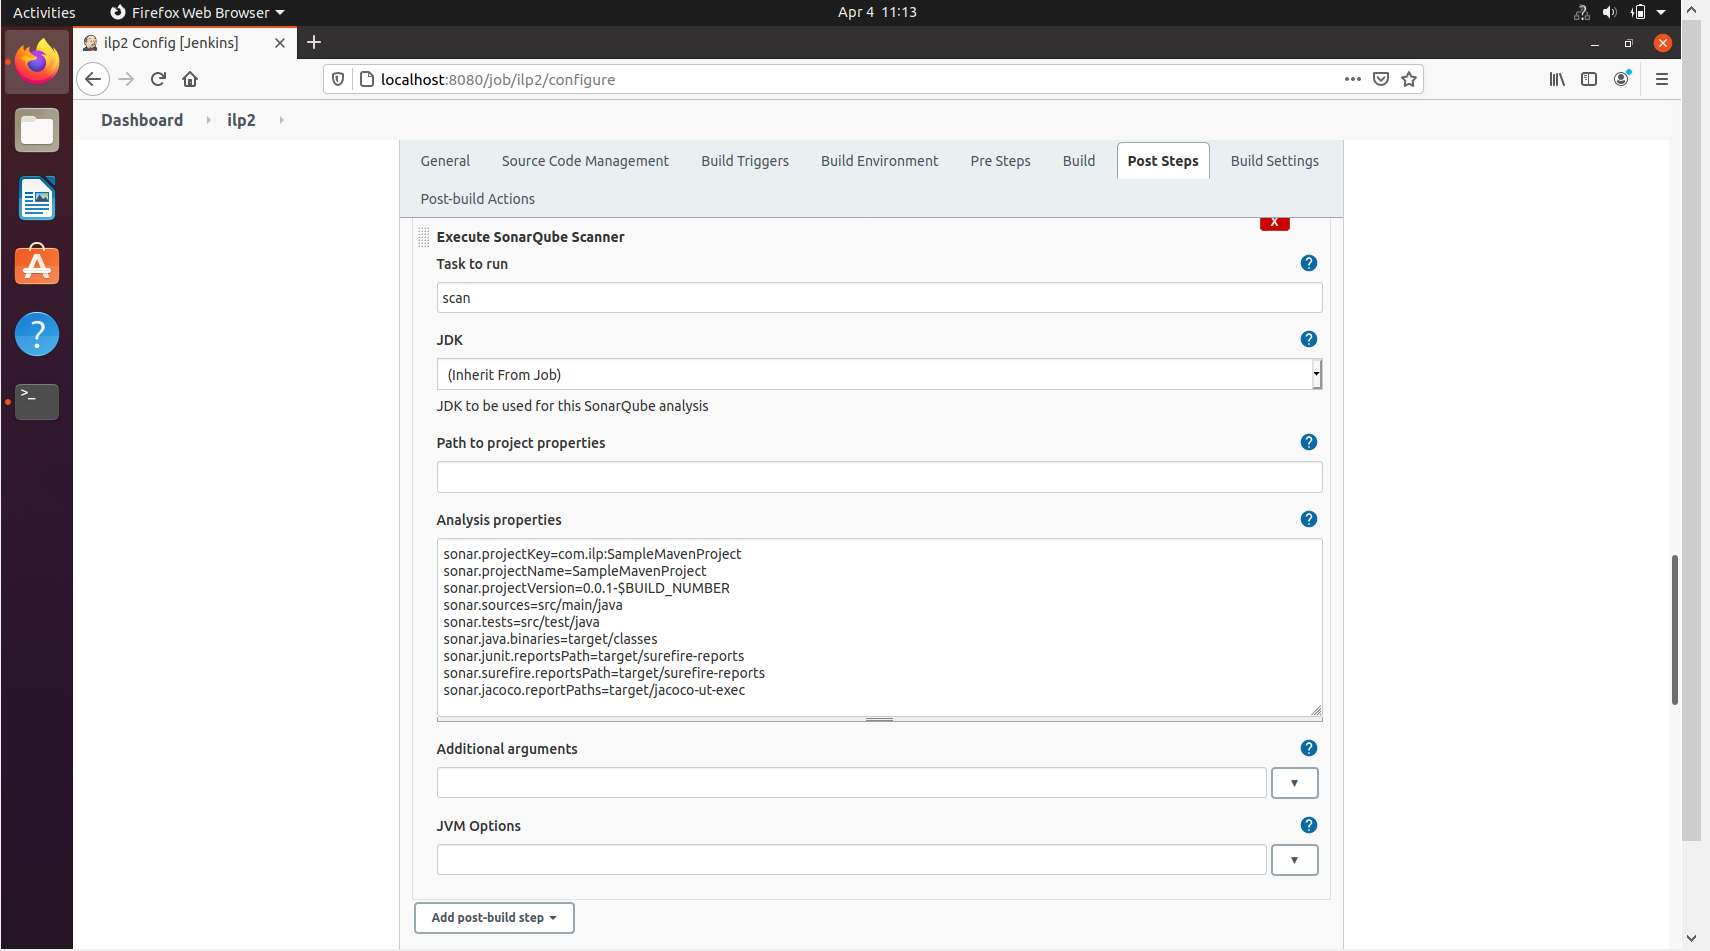 Activities
Firefox Web Browser
Apr 4 11:13
ilp2 Config [Jenkins]
localhost:8080/job/ilp2/configure
Dashboard
ilp2
General
Source Code Management
Build Triggers
Build Environment
Pre Steps
Build
Post Steps
Build Settings
Post-build Actions
X
Execute SonarQube Scanner
Task to run
?
scan
JDK
?
(Inherit From Job)
JDK to be used for this SonarQube analysis
Path to project properties
?
Analysis properties
?
sonar.projectKey=com.ilp:SampleMavenProject
sonar.projectName=SampleMavenProject
sonar.projectVersion=0.0.1-$BUILD_NUMBER
sonar.sources=src/main/java
sonar.tests=src/test/java
sonar.java.binaries=target/classes
sonar.junit.reportsPath=target/surefire-reports
sonar.surefire.reportsPath=target/surefire-reports
sonar.jacoco.reportPaths=target/jacoco-ut-exec
Additional arguments
?
JVM Options
?
Add post-build step